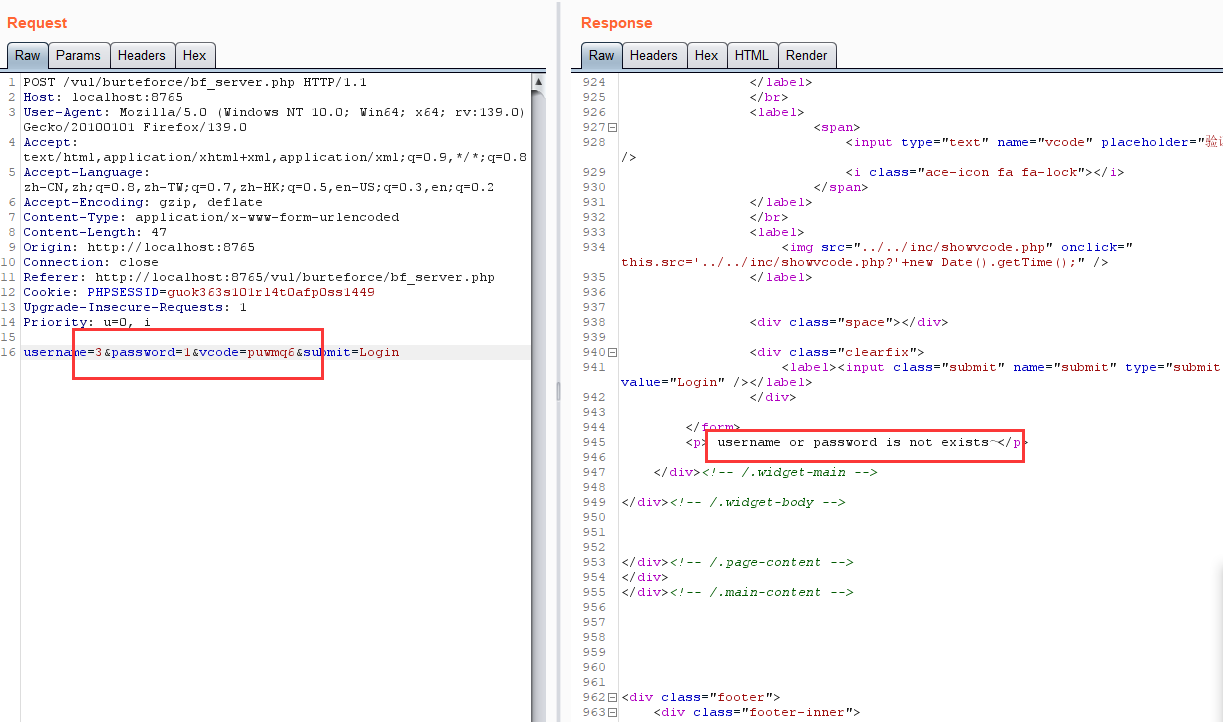 Request
Raw Params Headers Hex
1 POST /vul/burteforce/bf_server.php HTTP/1.1
2 Host: localhost:8765
3 User-Agent: Mozilla/5.0 (Windows NT 10.0; Win64; x64; rv:139.0)
Gecko/20100101 Firefox/139.0
4 Accept:
text/html,application/xhtml+xml,application/xml;q=0.9,*/*;q=0.8
5 Accept-Language:
zh-CN,zh;q=0.8,zh-TW;q=0.7,zh-HK;q=0.5,en-US;q=0.3,en;q=0.2
6 Accept-Encoding: gzip, deflate
7 Content-Type: application/x-www-form-urlencoded
8 Content-Length: 47
9 Origin: http://localhost:8765
10 Connection: close
11 Referer: http://localhost:8765/vul/burteforce/bf_server.php
12 Cookie: PHPSESSID=guok363s101rl4t0afp0ss1449
13 Upgrade-Insecure-Requests: 1
14 Priority: u=0, i
15
16 username=3&password=1&vcode=puwmq6&submit=Login
Response
Raw Headers Hex HTML Render
924 </label>
925 </br>
926 <label>
927 <span>
928 <input type="text" name="vcode" placeholder="验
/>
929 <i class="ace-icon fa fa-lock"></i>
930 </span>
931 </label>
932 </br>
933 <label>
934 <img src="../../inc/showvcode.php" onclick="
this.src='../../inc/showvcode.php?'+new Date().getTime();" />
935 </label>
936
937
938 <div class="space"></div>
939
940 <div class="clearfix">
941 <label><input class="submit" name="submit" type="submit
value="Login" /></label>
942 </div>
943
944 </form>
945 <p> username or password is not exists~</p>
946
947 </div><!-- /.widget-main -->
948
949 </div><!-- /.widget-body -->
950
951
952
953 </div><!-- /.page-content -->
954 </div>
955 </div><!-- /.main-content -->
956
957
958
959
960
961
962 <div class="footer">
963 <div class="footer-inner">